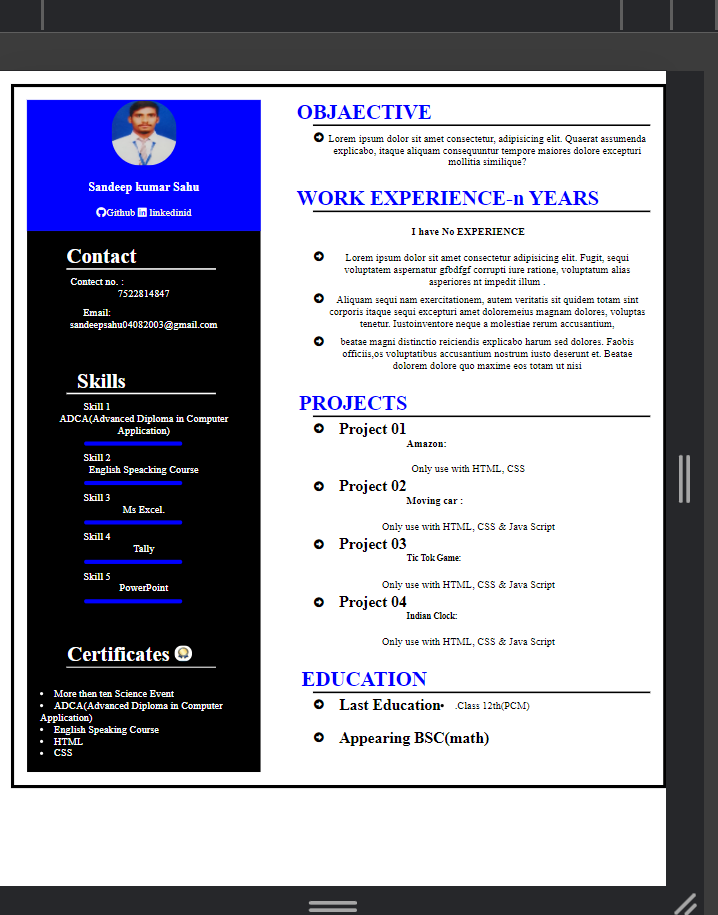 Sandeep kumar Sahu
Github linkedinid
Contact
Contect no. :
7522814847
Email:
sandeepsahu04082003@gmail.com
Skills
Skill 1
ADCA(Advanced Diploma in Computer
Application)
Skill 2
English Speacking Course
Skill 3
Ms Excel.
Skill 4
Tally
Skill 5
PowerPoint
Certificates
• More then ten Science Event
• ADCA(Advanced Diploma in Computer
Application)
• English Speaking Course
• HTML
• CSS
OBJAECTIVE
Lorem ipsum dolor sit amet consectetur, adipisicing elit. Quaerat assumenda
explicabo, itaque aliquam consequuntur tempore maiores dolore excepturi
mollitia similique?
WORK EXPERIENCE-n YEARS
I have No EXPERIENCE
Lorem ipsum dolor sit amet consectetur adipisicing elit. Fugit, sequi
voluptatem aspernatur gfbdfgf corrupti iure ratione, voluptatum alias
asperiores nt impedit illum .
Aliquam sequi nam exercitationem, autem veritatis sit quidem totam sint
corporis itaque sequi excepturi amet doloremeius magnam dolores, voluptas
tenetur. Iustoinventore neque a molestiae rerum accusantium,
beatae magni distinctio reiciendis explicabo harum sed dolores. Faobis
officiis,os voluptatibus accusantium nostrum iusto deserunt et. Beatae
dolorem dolore quo maxime eos totam ut nisi
PROJECTS
Project 01
Amazon:
Only use with HTML, CSS
Project 02
Moving car :
Only use with HTML, CSS & Java Script
Project 03
Tic Tok Game:
Only use with HTML, CSS & Java Script
Project 04
Indian Clock:
Only use with HTML, CSS & Java Script
EDUCATION
Last Education• .Class 12th(PCM)
Appearing BSC(math)